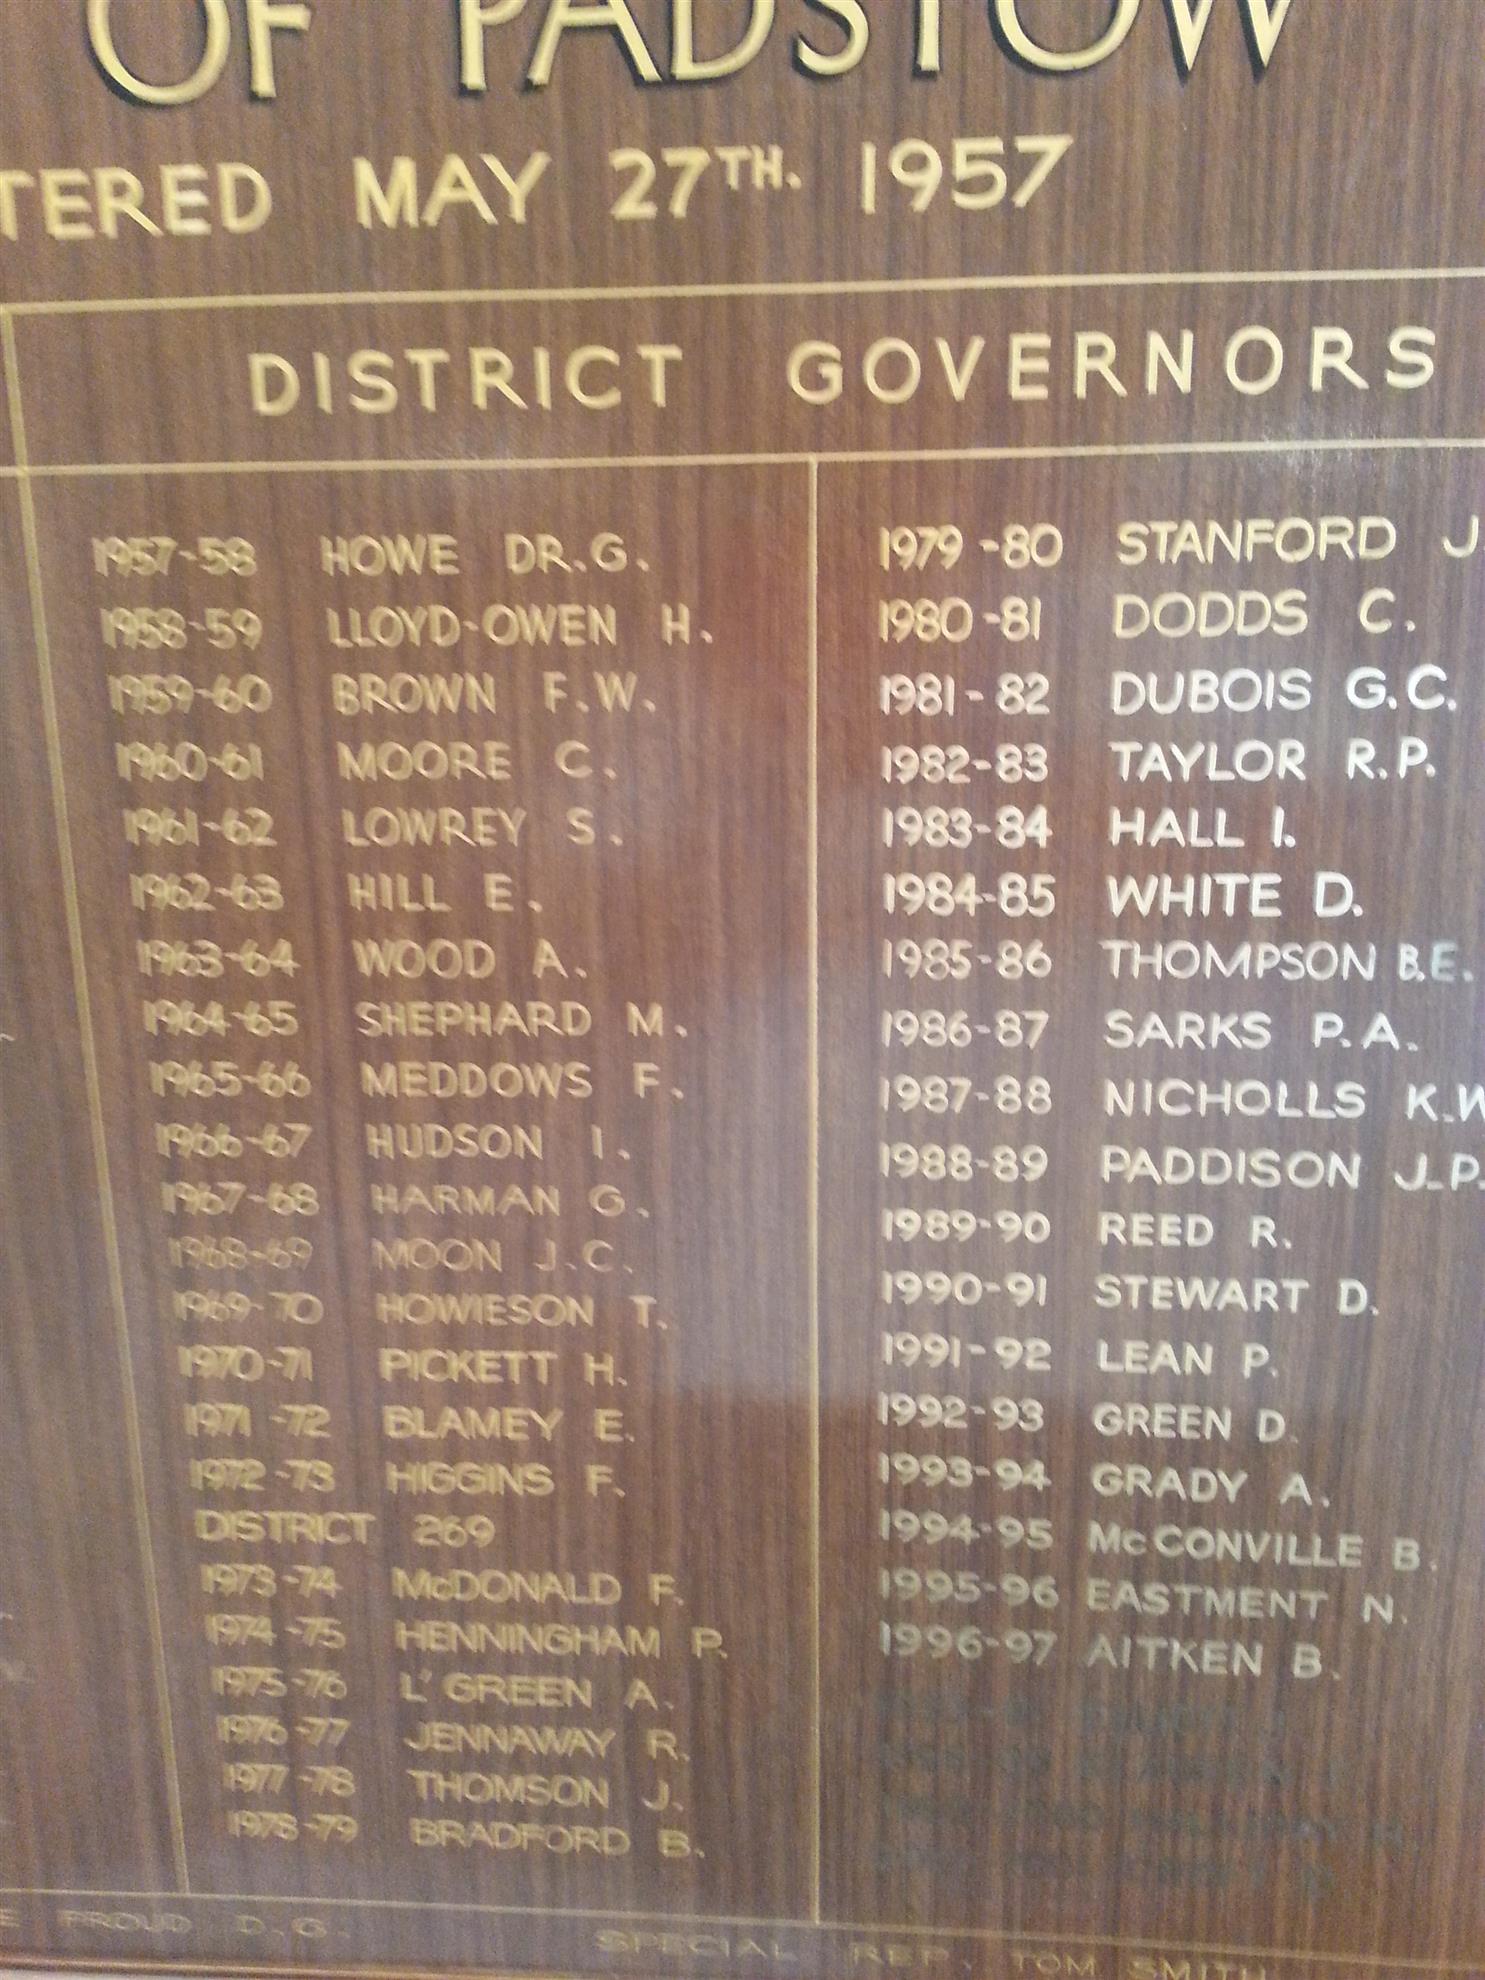 OF PADSTOW
TERED MAY 27TH. 1957
DISTRICT GOVERNORS
1957-58 HOWE DR.G.
1958-59 LLOYD-OWEN H.
1959-60 BROWN F.W.
1960-61 MOORE C.
1961-62 LOWREY S.
1962-63 HILL E.
1963-64 WOOD A.
1964-65 SHEPHARD M.
1965-66 MEDDOWS F.
1966-67 HUDSON I.
1967-68 HARMAN G.
1968-69 MOON J.C.
1969-70 HOWIESON T.
1970-71 PICKETT H.
1971-72 BLAMEY E.
1972-73 HIGGINS F.
DISTRICT 269
1973-74 McDONALD F.
1974-75 HENNINGHAM P.
1975-76 L'GREEN A.
1976-77 JENNAWAY R.
1977-78 THOMSON J.
1978-79 BRADFORD B.
1979-80 STANFORD J
1980-81 DODDS C.
1981-82 DUBOIS G.C.
1982-83 TAYLOR R.P.
1983-84 HALL I.
1984-85 WHITE D.
1985-86 THOMPSON B.E.
1986-87 SARKS P.A.
1987-88 NICHOLLS K.W
1988-89 PADDISON J.P.
1989-90 REED R.
1990-91 STEWART D.
1991-92 LEAN P.
1992-93 GREEN D.
1993-94 GRADY A.
1994-95 McCONVILLE B.
1995-96 EASTMENT N.
1996-97 AITKEN B.
E PROUD D.G. SPECIAL REP. TOM SMITH